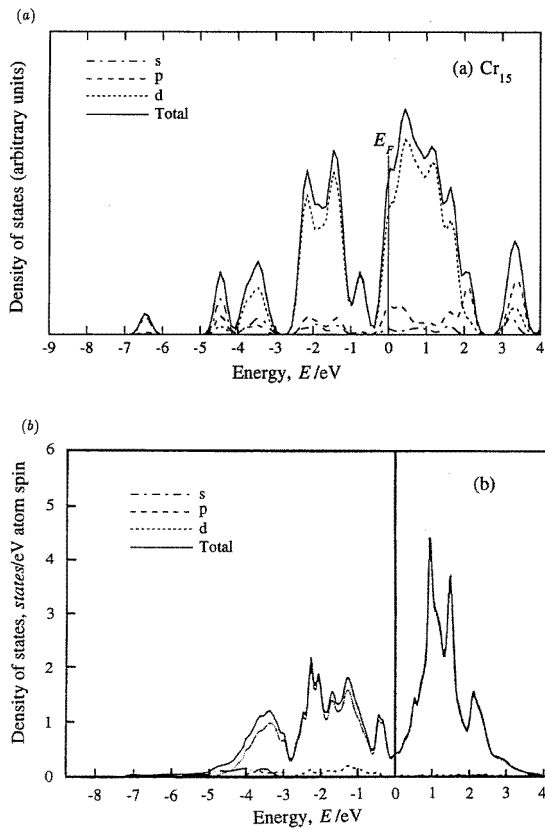 (a)
(a) Cr15
s
p
d
Total
E_F
Density of states (arbitrary units)
-9 -8 -7 -6 -5 -4 -3 -2 -1 0 1 2 3 4
Energy, E/eV
(b)
6
(b)
s
p
d
Total
5
4
3
2
1
0
Density of states, states/eV atom spin
-8 -7 -6 -5 -4 -3 -2 -1 0 1 2 3 4
Energy, E/eV